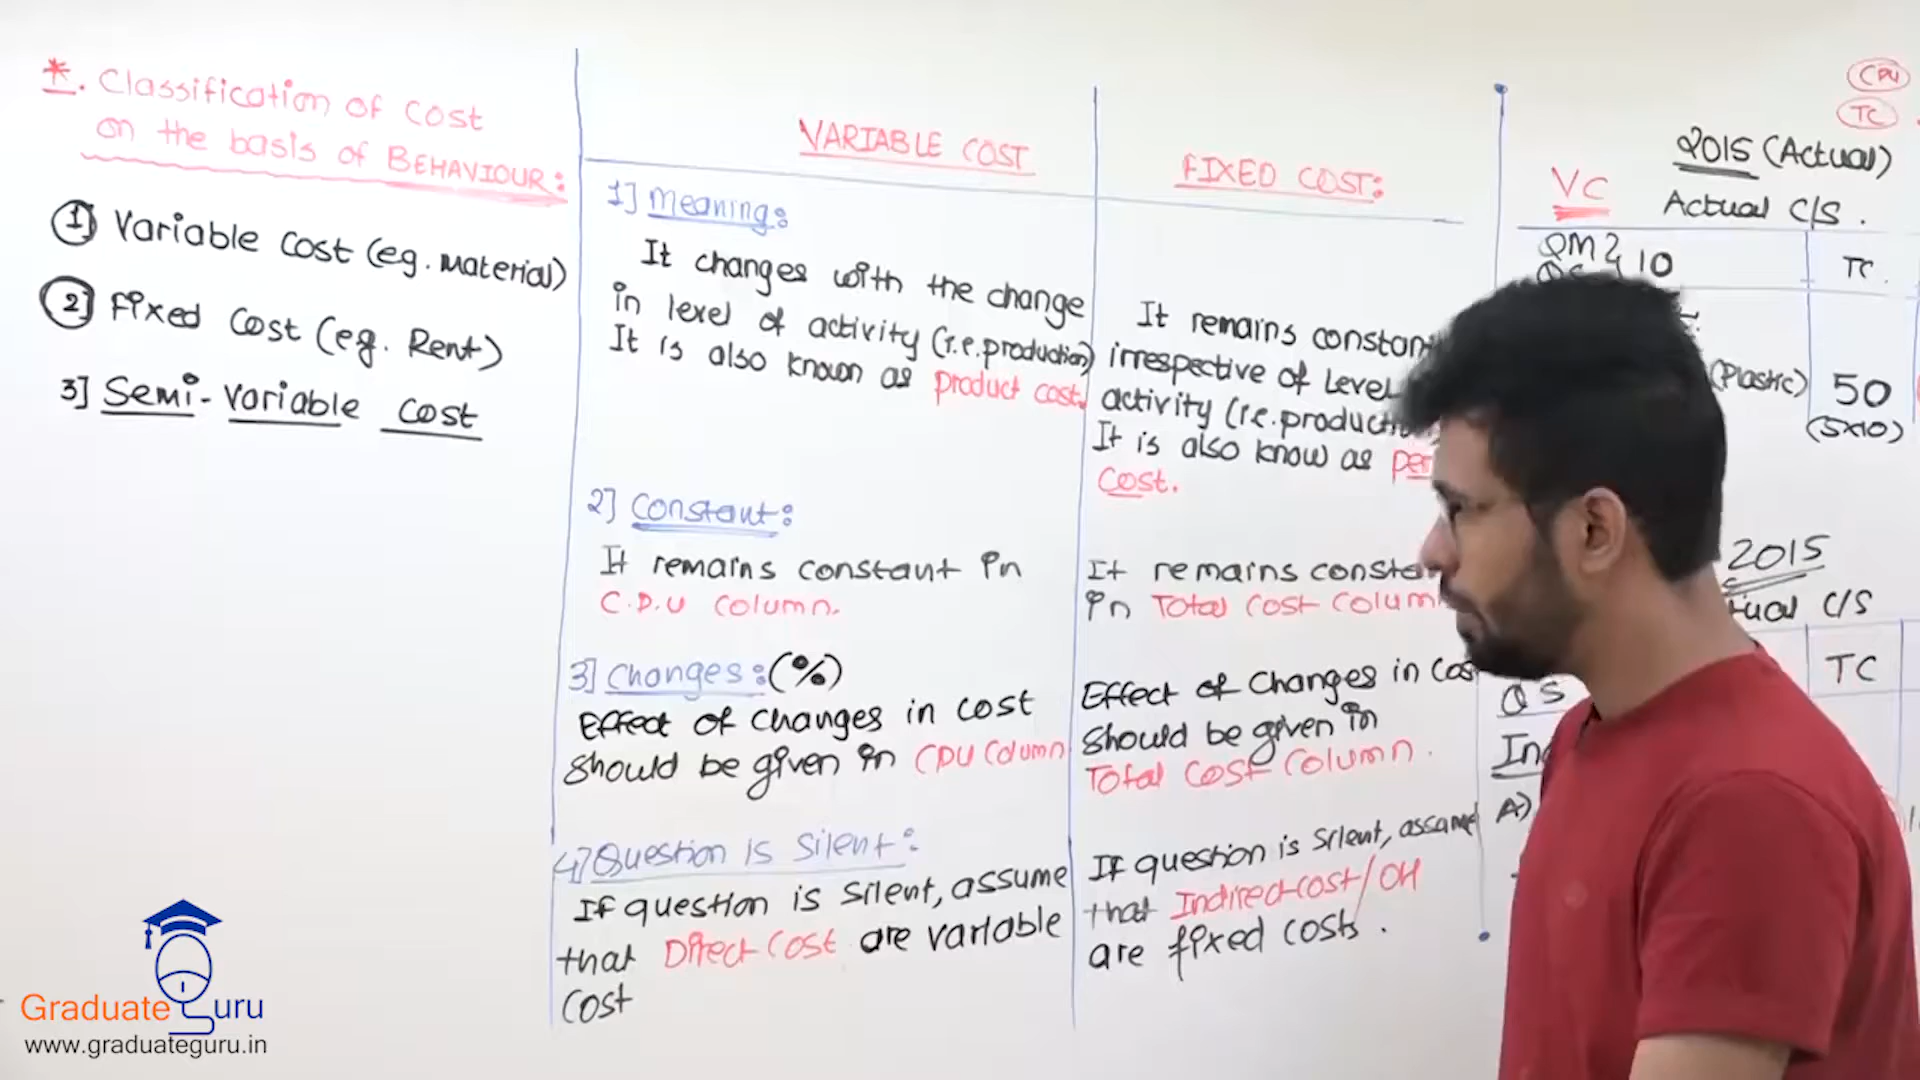 *. Classification of Cost
on the basis of BEHAVIOUR:
1) Variable Cost (eg. material)
2) Fixed Cost (eg. Rent)
3] Semi-Variable Cost
VARIABLE COST
1] Meaning:
It changes with the change
in level of activity (i.e. production)
It is also known as product cost.
2] Constant:
It remains constant in
C.P.U column.
3] Changes: (%)
Effect of changes in cost
should be given in CPU column
4] Question is Silent:
If question is silent, assume
that Direct Cost are variable
Cost
FIXED COST:
It remains constant
irrespective of Level
activity (i.e. production
It is also know as
Cost.
It remains
in Total Cost column
Effect of Changes in Cos
should be given in
Total Cost Column.
If question is silent, assume
that Indirect cost/OH
are fixed costs.
CPU
TC
2015 (Actual)
VC Actual C/S.
QM 10
TC.
(Plastic) 50
(5x10)
2015
C/S
TC
QS
A)
Graduate Guru
www.graduateguru.in